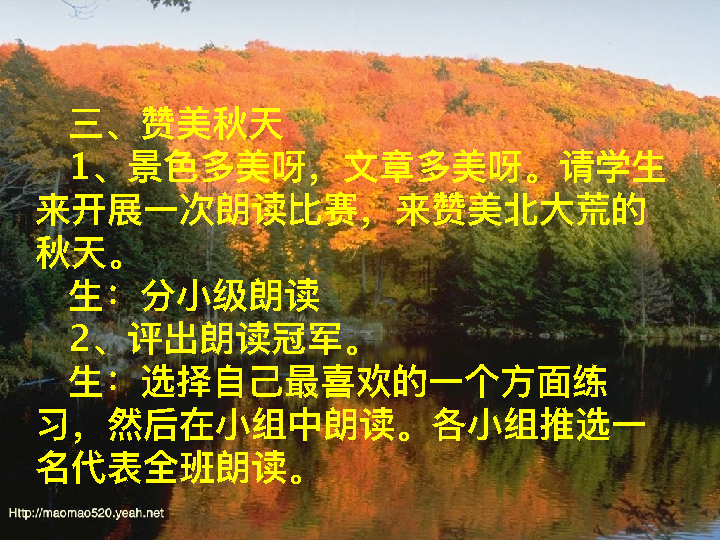 三、赞美秋天
1、景色多美呀，文章多美呀。请学生
来开展一次朗读比赛，来赞美北大荒的
秋天。
生：分小级朗读
2、评出朗读冠军。
生：选择自己最喜欢的一个方面练
习，然后在小组中朗读。各小组推选一
名代表全班朗读。
Http://maomao520.yeah.net